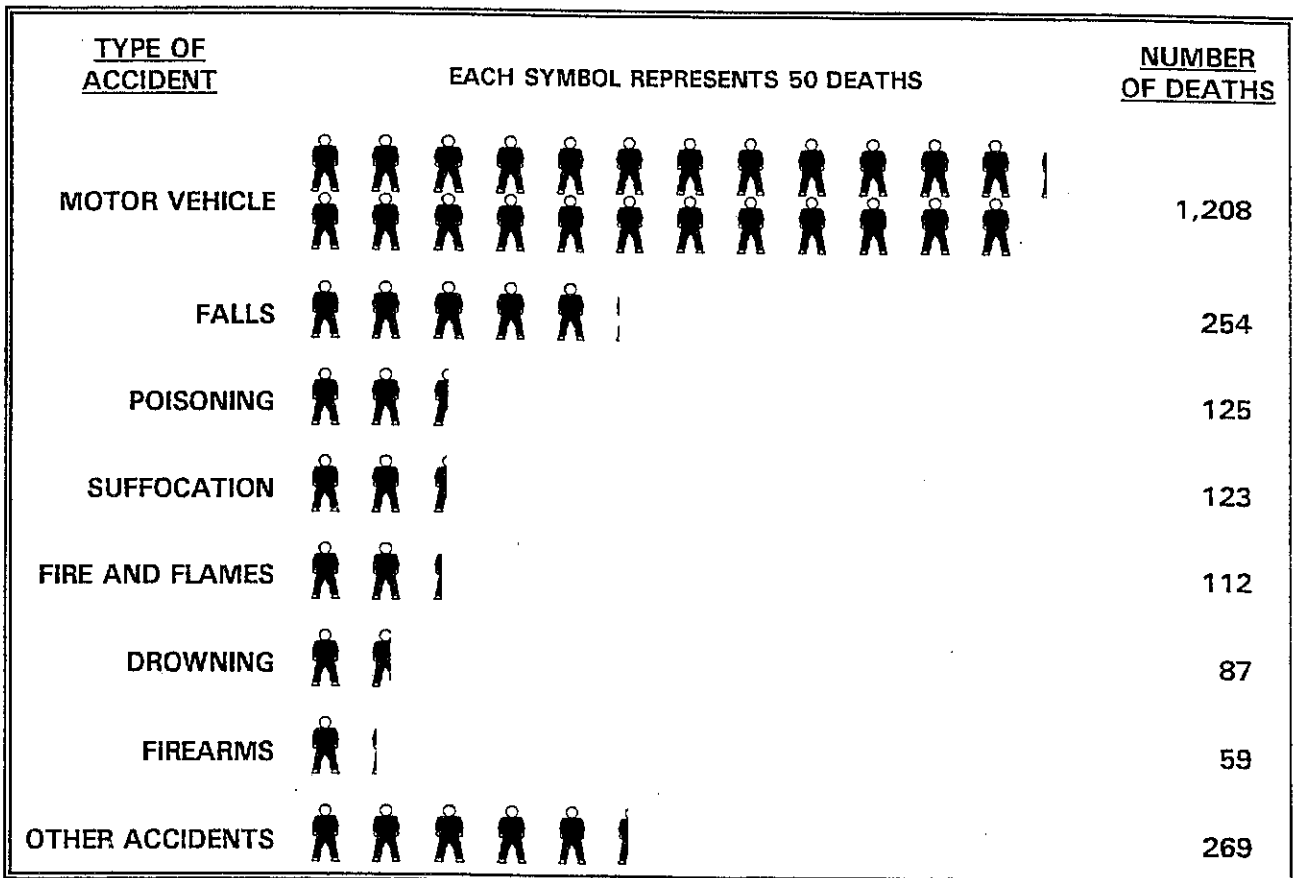 TYPE OF
ACCIDENT
EACH SYMBOL REPRESENTS 50 DEATHS
NUMBER
OF DEATHS
MOTOR VEHICLE 1,208
FALLS 254
POISONING 125
SUFFOCATION 123
FIRE AND FLAMES 112
DROWNING 87
FIREARMS 59
OTHER ACCIDENTS 269